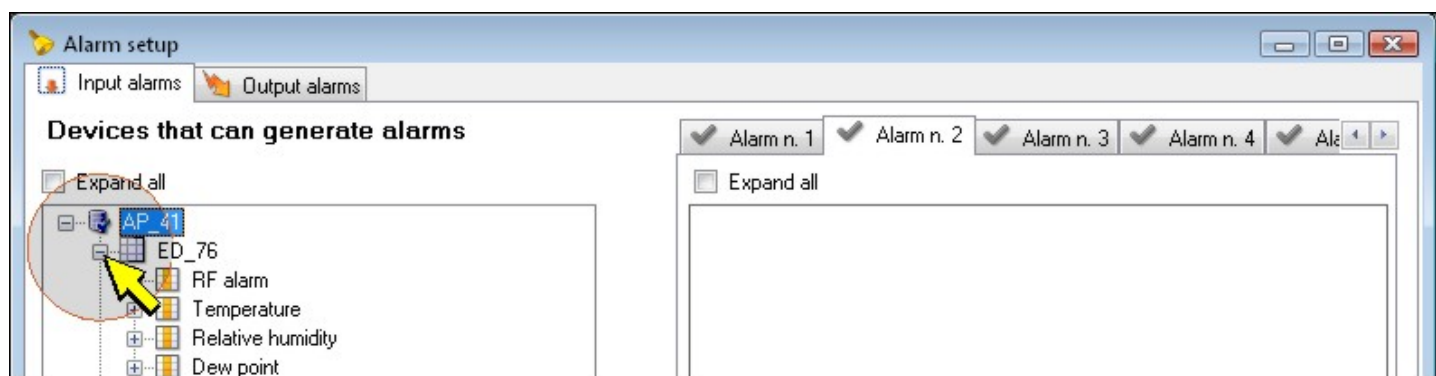 Alarm setup
Input alarms Output alarms
Devices that can generate alarms
Alarm n. 1 Alarm n. 2 Alarm n. 3 Alarm n. 4
Expand all
Expand all
AP_41
ED_76
RF alarm
Temperature
Relative humidity
Dew point